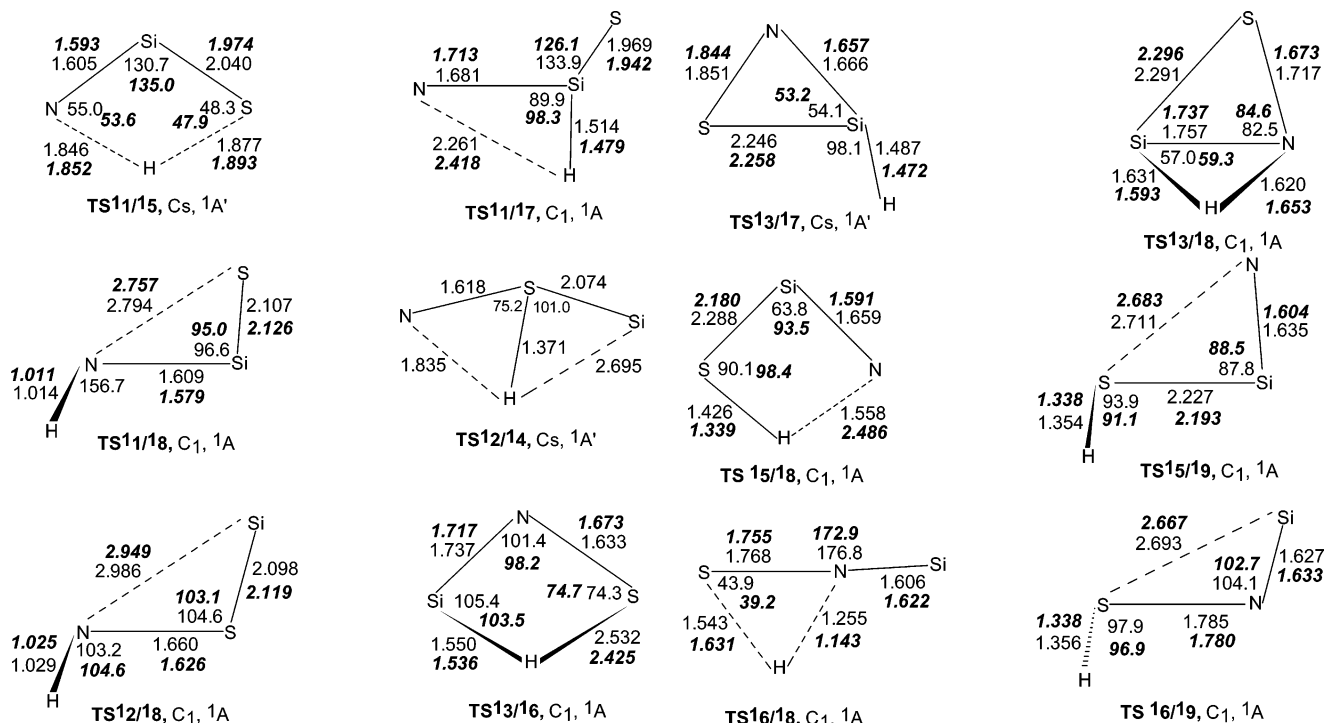 Si
1.593
1.605
1.974
2.040
130.7
135.0
N
55.0
53.6
48.3
47.9
S
1.846
1.852
H
1.877
1.893
TS¹1/¹5, Cs, ¹A'
S
126.1
133.9
1.969
1.942
1.713
1.681
N
Si
89.9
98.3
1.514
1.479
2.261
2.418
H
TS¹1/¹7, C₁, ¹A
N
1.844
1.851
1.657
1.666
53.2
54.1
S
Si
2.246
2.258
98.1
1.487
1.472
H
TS¹3/¹7, Cs, ¹A'
S
2.296
2.291
1.673
1.717
1.737
1.757
84.6
82.5
Si
N
57.0
59.3
1.631
1.593
H
1.620
1.653
TS¹3/¹8, C₁, ¹A
S
2.757
2.794
2.107
2.126
95.0
96.6
N
Si
1.011
1.014
156.7
1.609
1.579
H
TS¹1/¹8, C₁, ¹A
1.618
S
2.074
75.2
101.0
N
Si
1.371
1.835
2.695
H
TS¹2/¹4, Cs, ¹A'
Si
2.180
2.288
63.8
93.5
1.591
1.659
S
90.1
98.4
N
1.426
1.339
H
1.558
2.486
TS ¹5/¹8, C₁, ¹A
N
2.683
2.711
1.604
1.635
88.5
87.8
S
Si
1.338
1.354
93.9
91.1
2.227
2.193
H
TS¹5/¹9, C₁, ¹A
Si
2.949
2.986
2.098
2.119
103.1
104.6
N
S
1.025
1.029
103.2
104.6
1.660
1.626
H
TS¹2/¹8, C₁, ¹A
N
1.717
1.737
101.4
98.2
1.673
1.633
Si
105.4
103.5
74.7
74.3
S
1.550
1.536
H
2.532
2.425
TS¹3/¹6, C₁, ¹A
1.755
1.768
172.9
176.8
S
N
Si
43.9
39.2
1.606
1.622
1.543
1.631
1.255
1.143
H
TS¹6/¹8, C₁, ¹A
Si
2.667
2.693
1.627
1.633
102.7
104.1
S
N
1.338
1.356
97.9
96.9
1.785
1.780
H
TS ¹6/¹9, C₁, ¹A